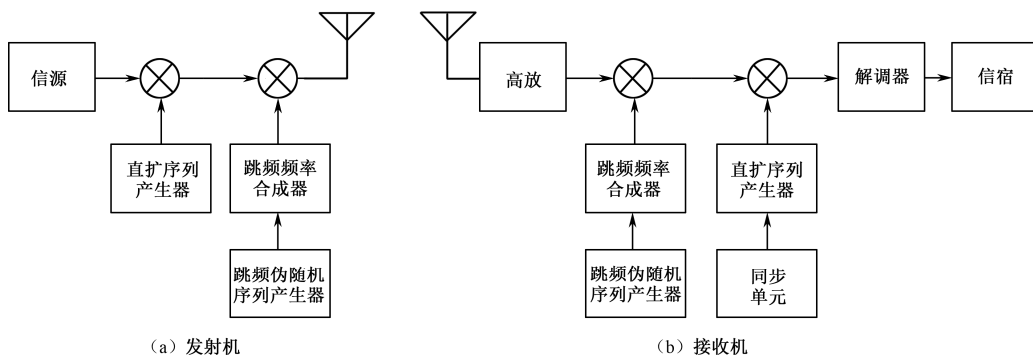 信源
高放
解调器
信宿
直扩序列
产生器
跳频频率
合成器
跳频频率
合成器
直扩序列
产生器
跳频伪随机
序列产生器
跳频伪随机
序列产生器
同步
单元
（a）发射机
（b）接收机